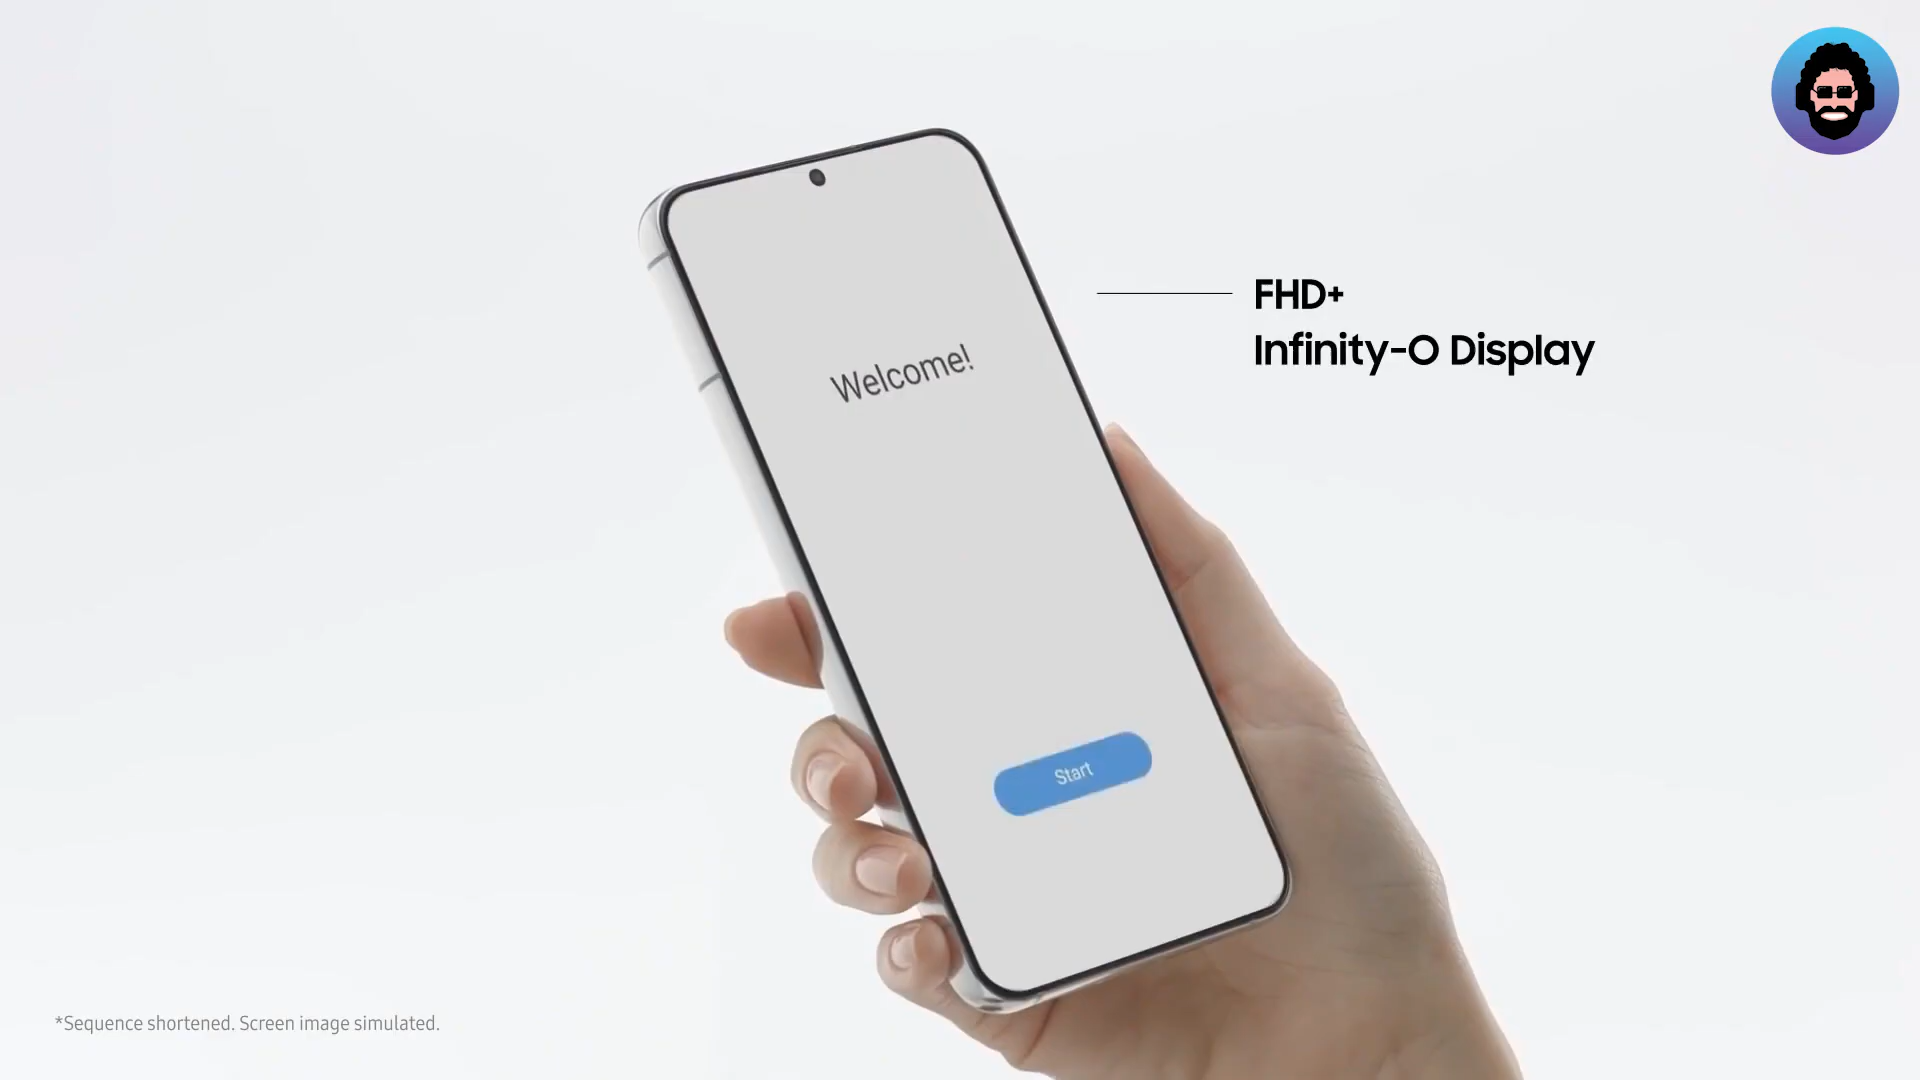 FHD+
Infinity-O Display
Welcome!
Start
*Sequence shortened. Screen image simulated.